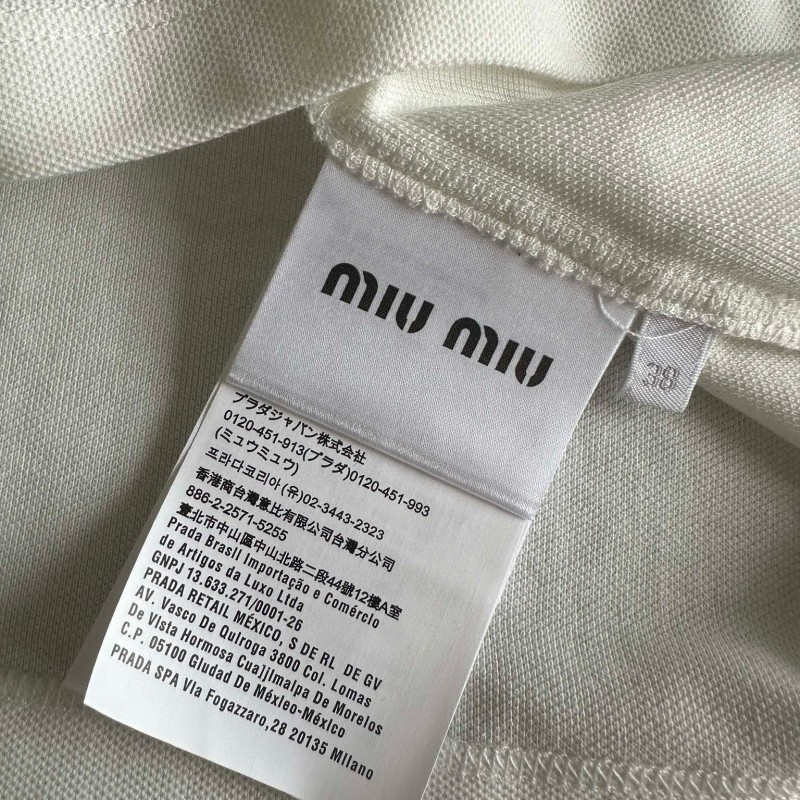 miu miu
38
プラダジャパン株式会社
0120-451-913(プラダ)0120-451-993
(ミュウミュウ)
프라다코리아(유)02-3443-2323
香港商台灣意比有限公司台灣分公司
886-2-2571-5255
臺北市中山區中山北路二段44號12樓A室
Prada Brasil Importação e Comércio
de Artigos da Luxo Ltda
GNPJ 13.633.271/0001-26
PRADA RETAIL MÉXICO, S DE RL DE GV
AV. Vasco De Quiroga 3800 Col. Lomas
De Vista Hormosa Cua]ImaIpa De Morelos
C.P. 05100 Gludad De Méxleo-México
PRADA SPA Via Fogazzaro,28 20135 Milano